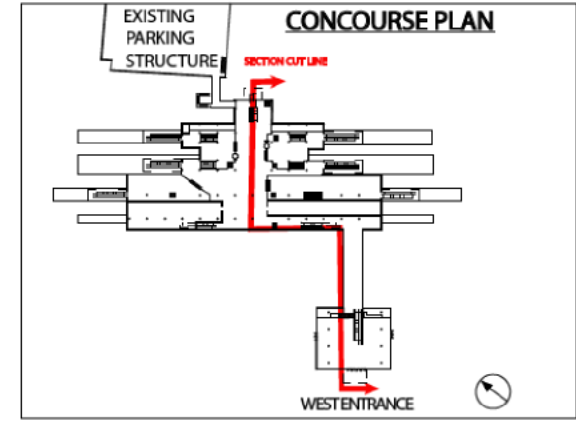 EXISTING
PARKING
STRUCTURE
CONCOURSE PLAN
SECTION CUT LINE
WEST ENTRANCE